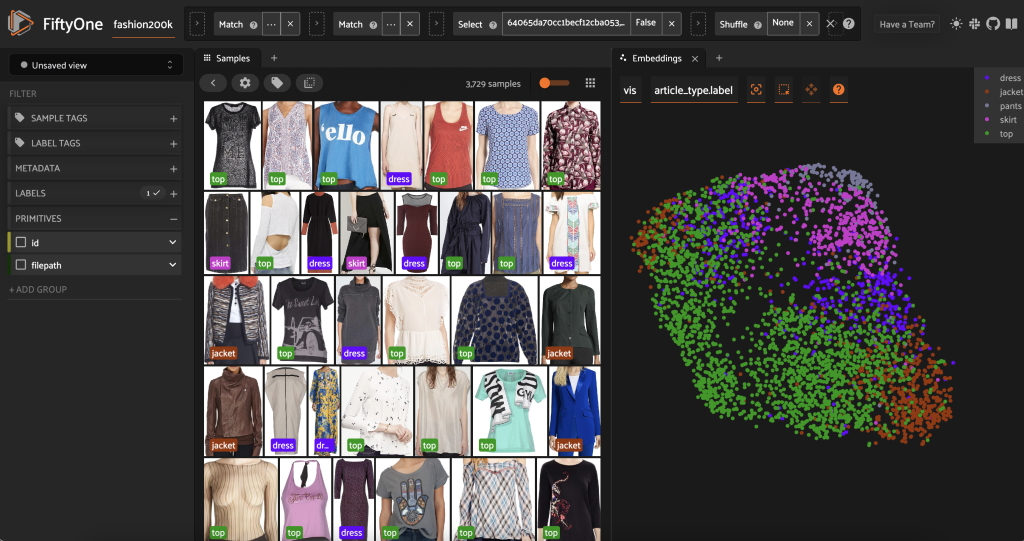 FiftyOne
fashion200k
Match
...
Match
...
Select
64065da70cc1becf12cba053,...
False
Shuffle
None
Have a Team?
Unsaved view
Samples
Embeddings
FILTER
SAMPLE TAGS
LABEL TAGS
METADATA
LABELS
1
PRIMITIVES
id
filepath
+ ADD GROUP
3,729 samples
vis
article_type.label
dress
jacket
pants
skirt
top
top
top
'ello
top
dress
top
top
top
skirt
top
dress
skirt
dress
top
top
dress
jacket
top
dress
top
top
jacket
jacket
dress
dr...
top
top
top
jacket
top
top
dress
top
top
top